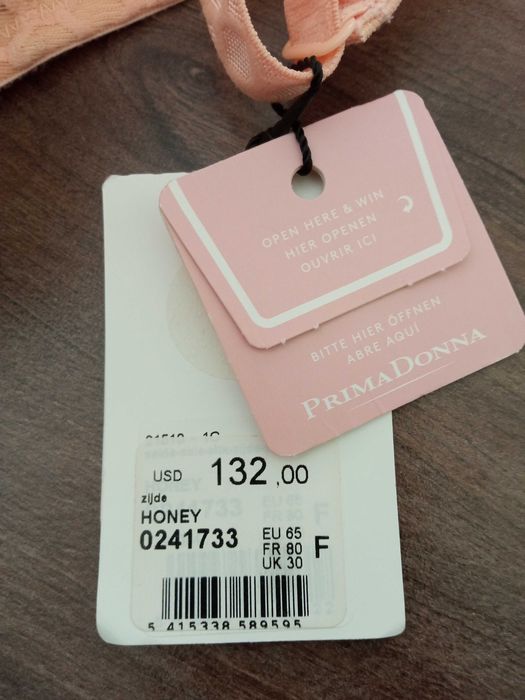 OPEN HERE & WIN
HIER OPENEN
OUVRIR ICI
BITTE HIER ÖFFNEN
ABRE AQUÍ
PRIMADONNA
USD 132,00
zijde
HONEY
0241733
EU 65
FR 80
UK 30
F
5 415338 589595